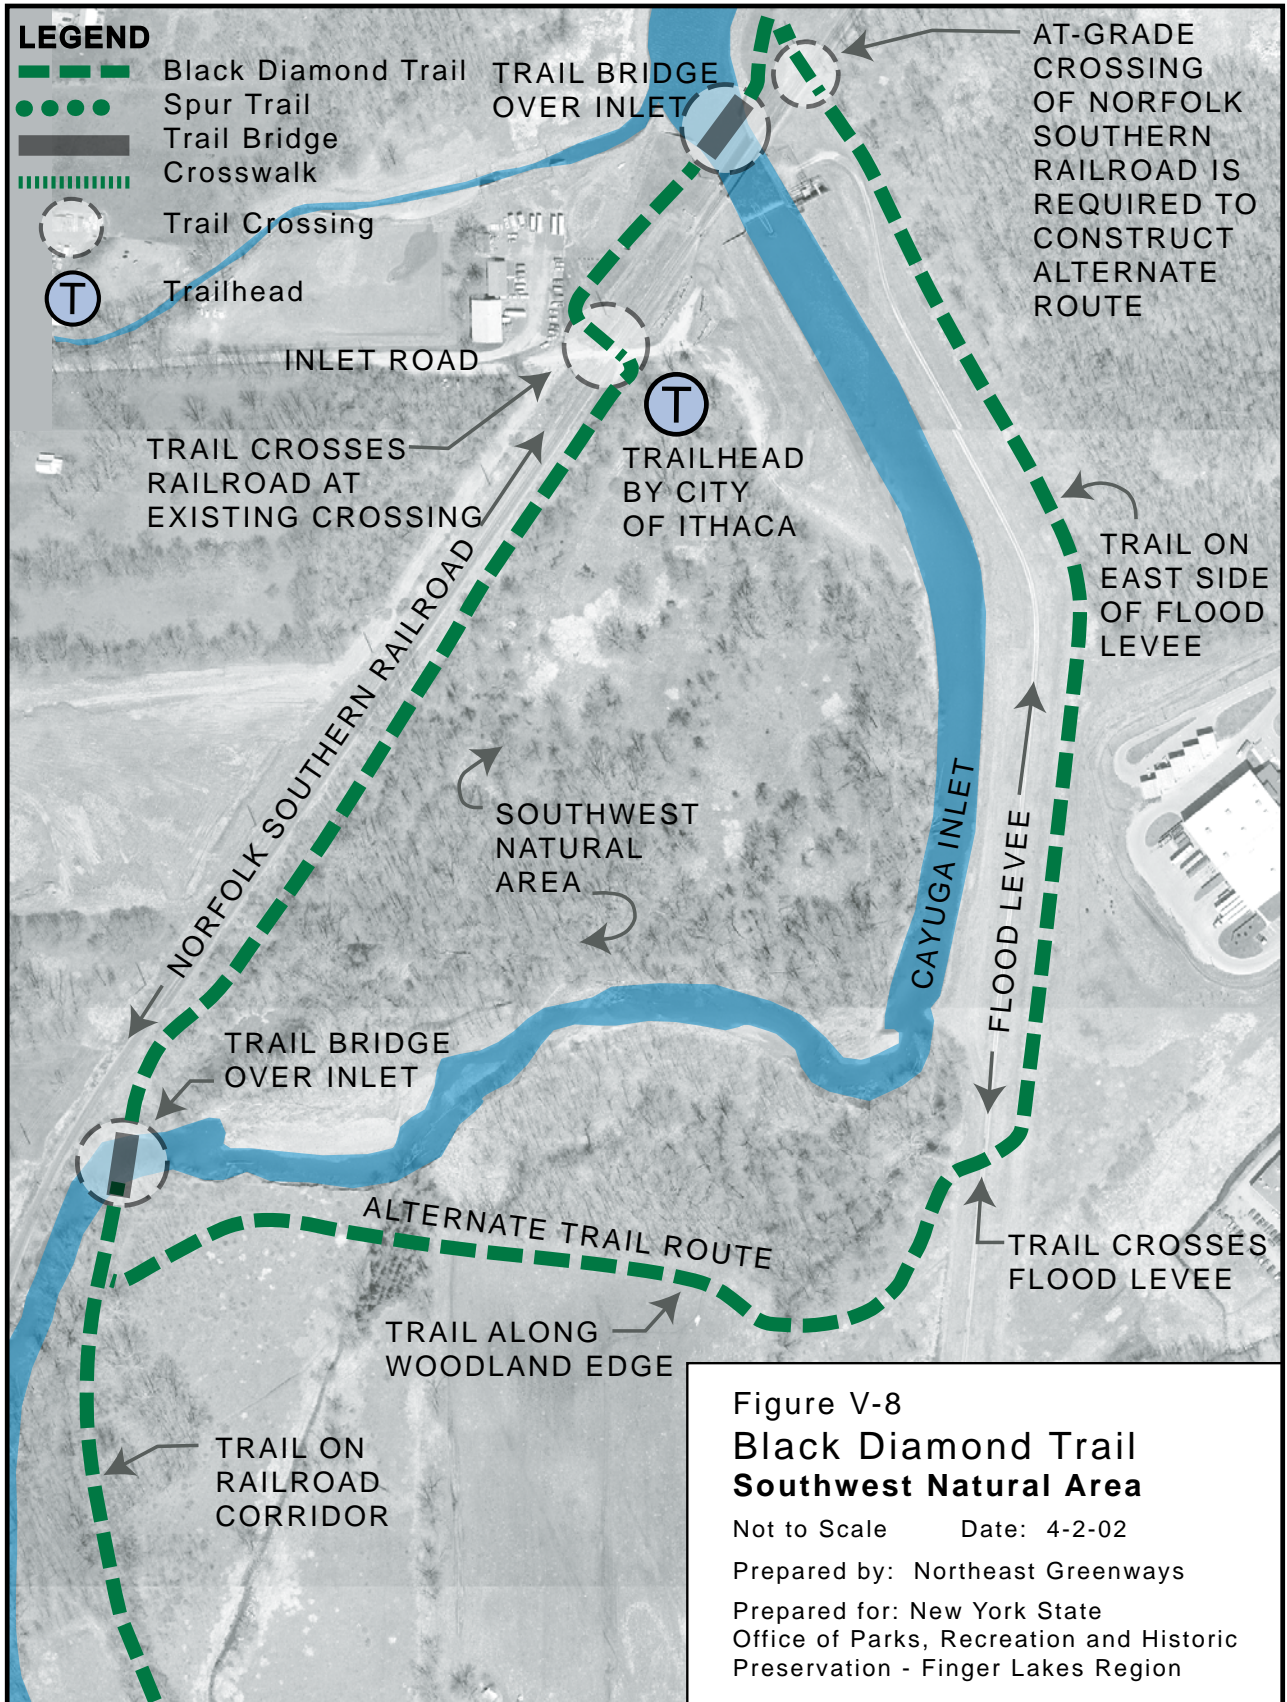 LEGEND
Black Diamond Trail
Spur Trail
Trail Bridge
Crosswalk
Trail Crossing
T
Trailhead
TRAIL BRIDGE
OVER INLET
AT-GRADE
CROSSING
OF NORFOLK
SOUTHERN
RAILROAD IS
REQUIRED TO
CONSTRUCT
ALTERNATE
ROUTE
INLET ROAD
TRAIL CROSSES
RAILROAD AT
EXISTING CROSSING
T
TRAILHEAD
BY CITY
OF ITHACA
TRAIL ON
EAST SIDE
OF FLOOD
LEVEE
NORFOLK SOUTHERN RAILROAD
SOUTHWEST
NATURAL
AREA
CAYUGA INLET
FLOOD LEVEE
TRAIL BRIDGE
OVER INLET
ALTERNATE TRAIL ROUTE
TRAIL CROSSES
FLOOD LEVEE
TRAIL ALONG
WOODLAND EDGE
TRAIL ON
RAILROAD
CORRIDOR
Figure V-8
Black Diamond Trail
Southwest Natural Area
Not to Scale Date: 4-2-02
Prepared by: Northeast Greenways
Prepared for: New York State
Office of Parks, Recreation and Historic
Preservation - Finger Lakes Region